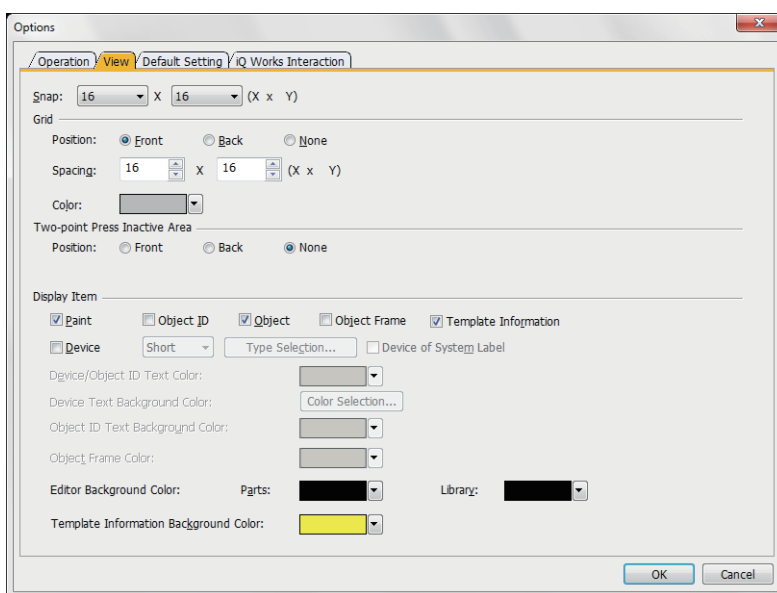 Options
Operation View Default Setting iQ Works Interaction
Snap: 16 X 16 (X x Y)
Grid
Position: Front Back None
Spacing: 16 X 16 (X x Y)
Color:
Two-point Press Inactive Area
Position: Front Back None
Display Item
Paint Object ID Object Object Frame Template Information
Device Short Type Selection... Device of System Label
Device/Object ID Text Color:
Device Text Background Color: Color Selection...
Object ID Text Background Color:
Object Frame Color:
Editor Background Color: Parts: Library:
Template Information Background Color:
OK Cancel